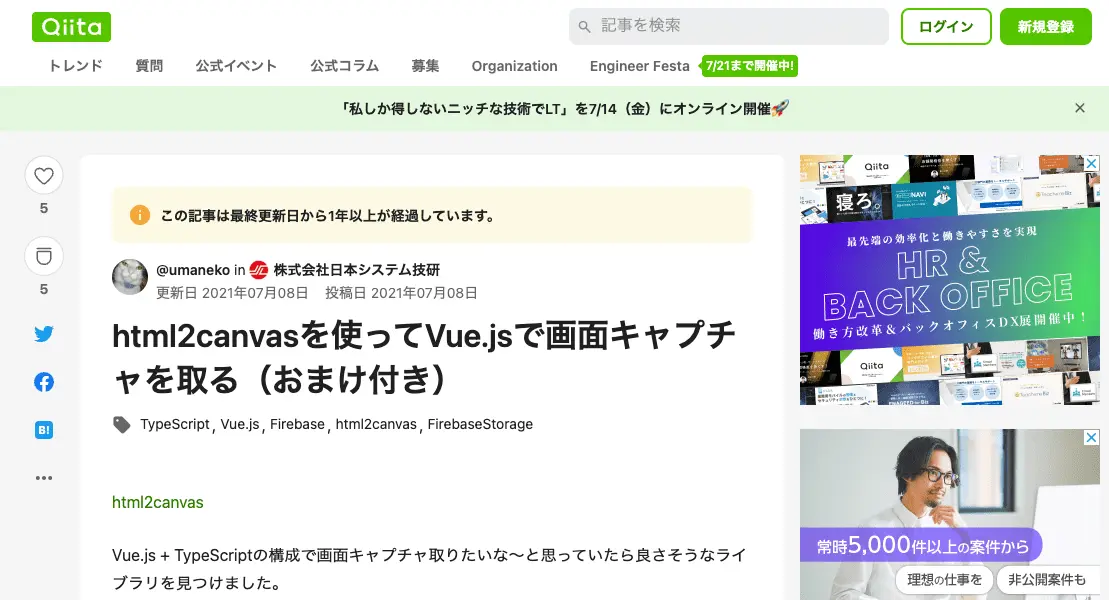 Qiita
記事を検索
ログイン
新規登録
トレンド
質問
公式イベント
公式コラム
募集
Organization
Engineer Festa
7/21まで開催中!
「私しか得しないニッチな技術でLT」を7/14（金）にオンライン開催🚀
5
5
B!
この記事は最終更新日から1年以上が経過しています。
@umaneko in 株式会社日本システム技研
更新日 2021年07月08日 投稿日 2021年07月08日
html2canvasを使ってVue.jsで画面キャプチ
ャを取る（おまけ付き）
TypeScript, Vue.js, Firebase, html2canvas, FirebaseStorage
html2canvas
Vue.js + TypeScriptの構成で画面キャプチャ取りたいな〜と思っていたら良さそうなライ
ブラリを見つけました。
Qiita
寝ろ。
最先端の効率化と働きやすさを実現
HR &
BACK OFFICE
働き方改革&バックオフィスDX展開催中！
Qiita
常時5,000件以上の案件から
理想の仕事を
非公開案件も